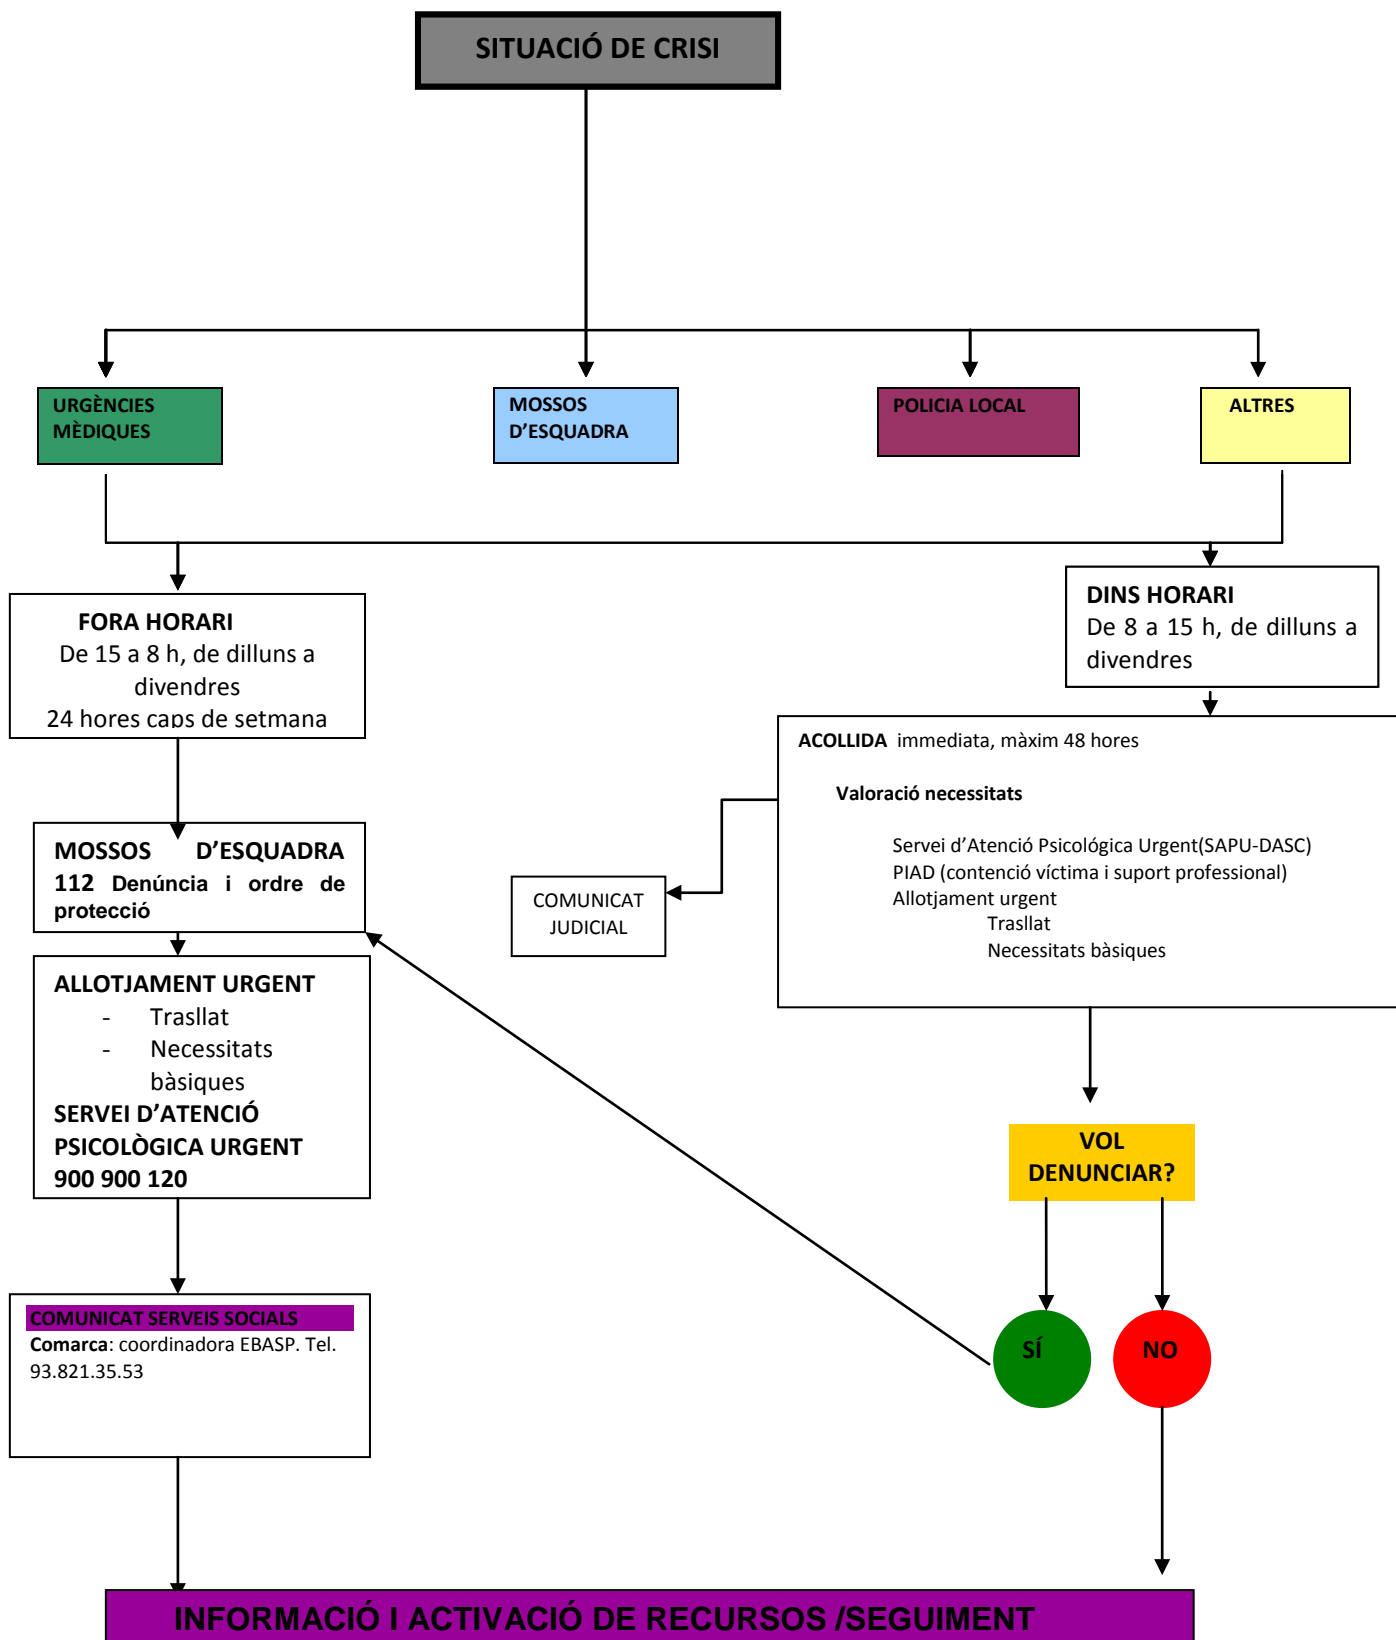 SITUACIÓ DE CRISI
URGÈNCIES
MÈDIQUES
MOSSOS
D'ESQUADRA
POLICIA LOCAL
ALTRES
FORA HORARI
De 15 a 8 h, de dilluns a
divendres
24 hores caps de setmana
DINS HORARI
De 8 a 15 h, de dilluns a
divendres
ACOLLIDA immediata, màxim 48 hores
Valoració necessitats
Servei d'Atenció Psicológica Urgent(SAPU-DASC)
PIAD (contenció víctima i suport professional)
Allotjament urgent
Trasllat
Necessitats bàsiques
MOSSOS D'ESQUADRA
112 Denúncia i ordre de
protecció
COMUNICAT
JUDICIAL
ALLOTJAMENT URGENT
- Trasllat
- Necessitats
bàsiques
SERVEI D'ATENCIÓ
PSICOLÒGICA URGENT
900 900 120
VOL
DENUNCIAR?
COMUNICAT SERVEIS SOCIALS
Comarca: coordinadora EBASP. Tel.
93.821.35.53
SÍ
NO
INFORMACIÓ I ACTIVACIÓ DE RECURSOS /SEGUIMENT